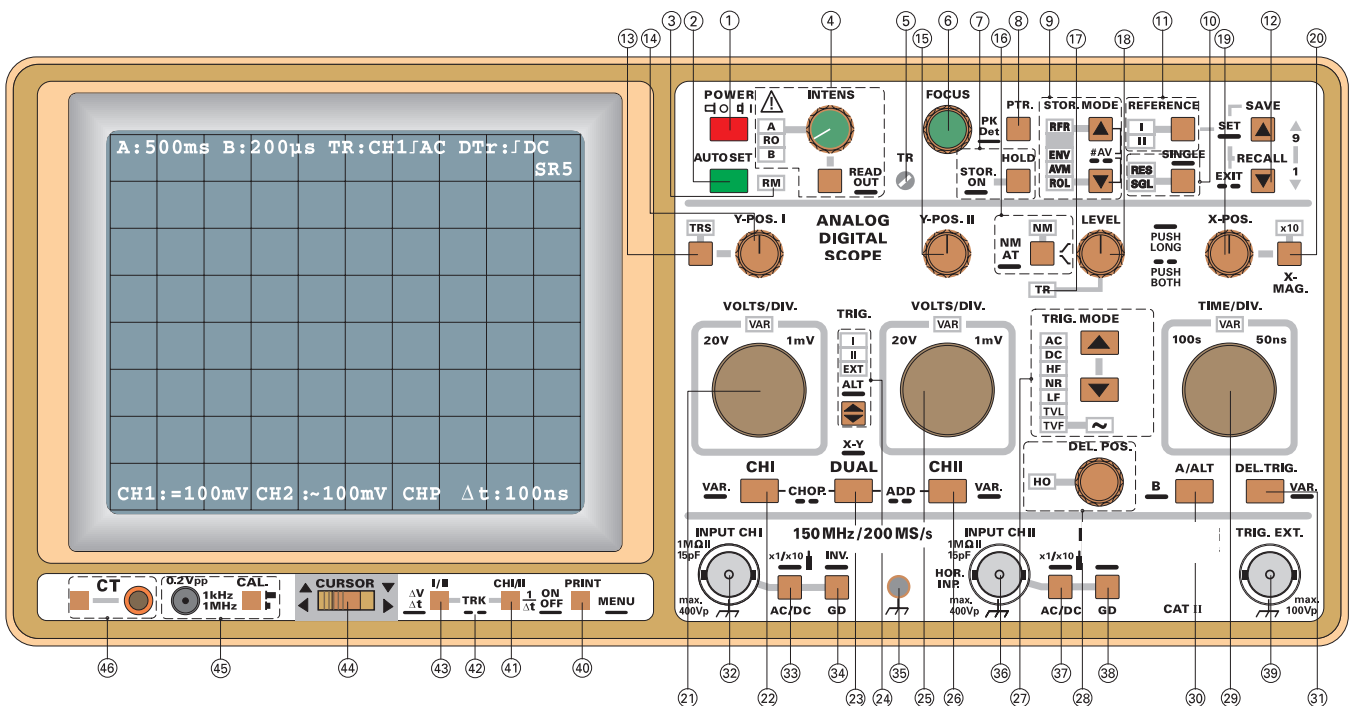 13 14 3 2 1 4 5 15 6 7 8 16 9 17 18 11 10 19 12 20
POWER
INTENS
FOCUS
PTR.
STOR. MODE
REFERENCE
SAVE
A
RO
B
PK
Det
RFR
I
II
SET
9
AUTO SET
RM
READ
OUT
TR
STOR.
ON
HOLD
ENV
AVM
ROL
#AV
SINGLE
RES
SGL
RECALL
EXIT
1
TRS
Y-POS. I
ANALOG
DIGITAL
SCOPE
Y-POS. II
NM
AT
NM
LEVEL
TR
PUSH
LONG
PUSH
BOTH
X-POS.
x10
X-
MAG.
A:500ms B:200µs TR:CH1∫AC DTr:∫DC
SR5
CH1:=100mV CH2:~100mV CHP Δt:100ns
VOLTS/DIV.
VAR
20V 1mV
TRIG.
I
II
EXT
ALT
X-Y
VOLTS/DIV.
VAR
20V 1mV
TRIG. MODE
AC
DC
HF
NR
LF
TVL
TVF ~
TIME/DIV.
VAR
100s 50ns
DEL. POS.
HO
CHI DUAL CHII
VAR. CHOP. ADD VAR.
A/ALT
B
DEL.TRIG.
VAR.
INPUT CHI
1MΩII
15pF
max.
400Vp
150MHz/200MS/s
x1/x10 I
INV.
AC/DC GD
INPUT CHII
1MΩII
15pF
HOR.
INP.
max.
400Vp
x1/x10 I
AC/DC GD
CAT II
TRIG. EXT.
max.
100Vp
CT
0.2Vpp
1kHz
1MHz
CAL.
CURSOR
I/II
ΔV
Δt
TRK
CHI/II
1
Δt
ON
OFF
PRINT
MENU
46 45 44 43 42 41 40
21 32 22 33 34 23 24 35 25 26 36 27 37 28 38 30 29 39 31